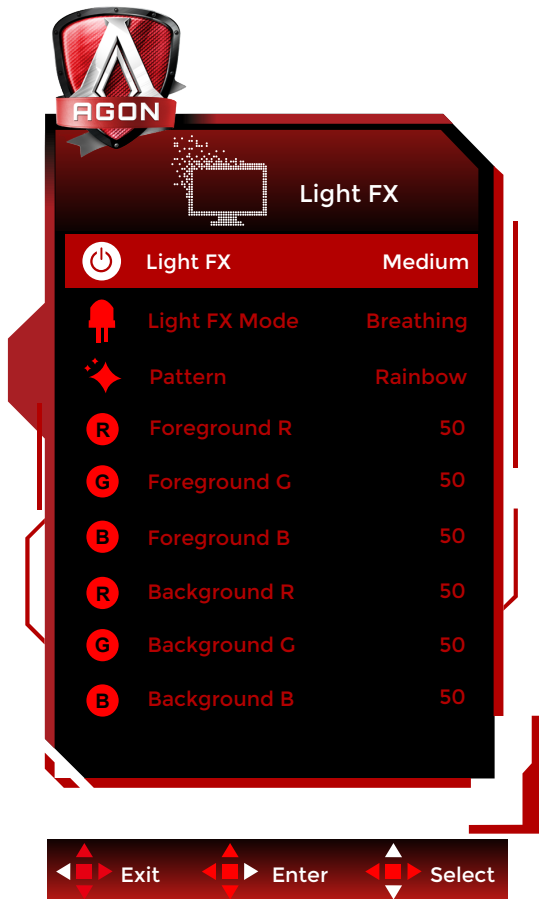 AGON
Light FX
Light FX Medium
Light FX Mode Breathing
Pattern Rainbow
R Foreground R 50
G Foreground G 50
B Foreground B 50
R Background R 50
G Background G 50
B Background B 50
Exit Enter Select